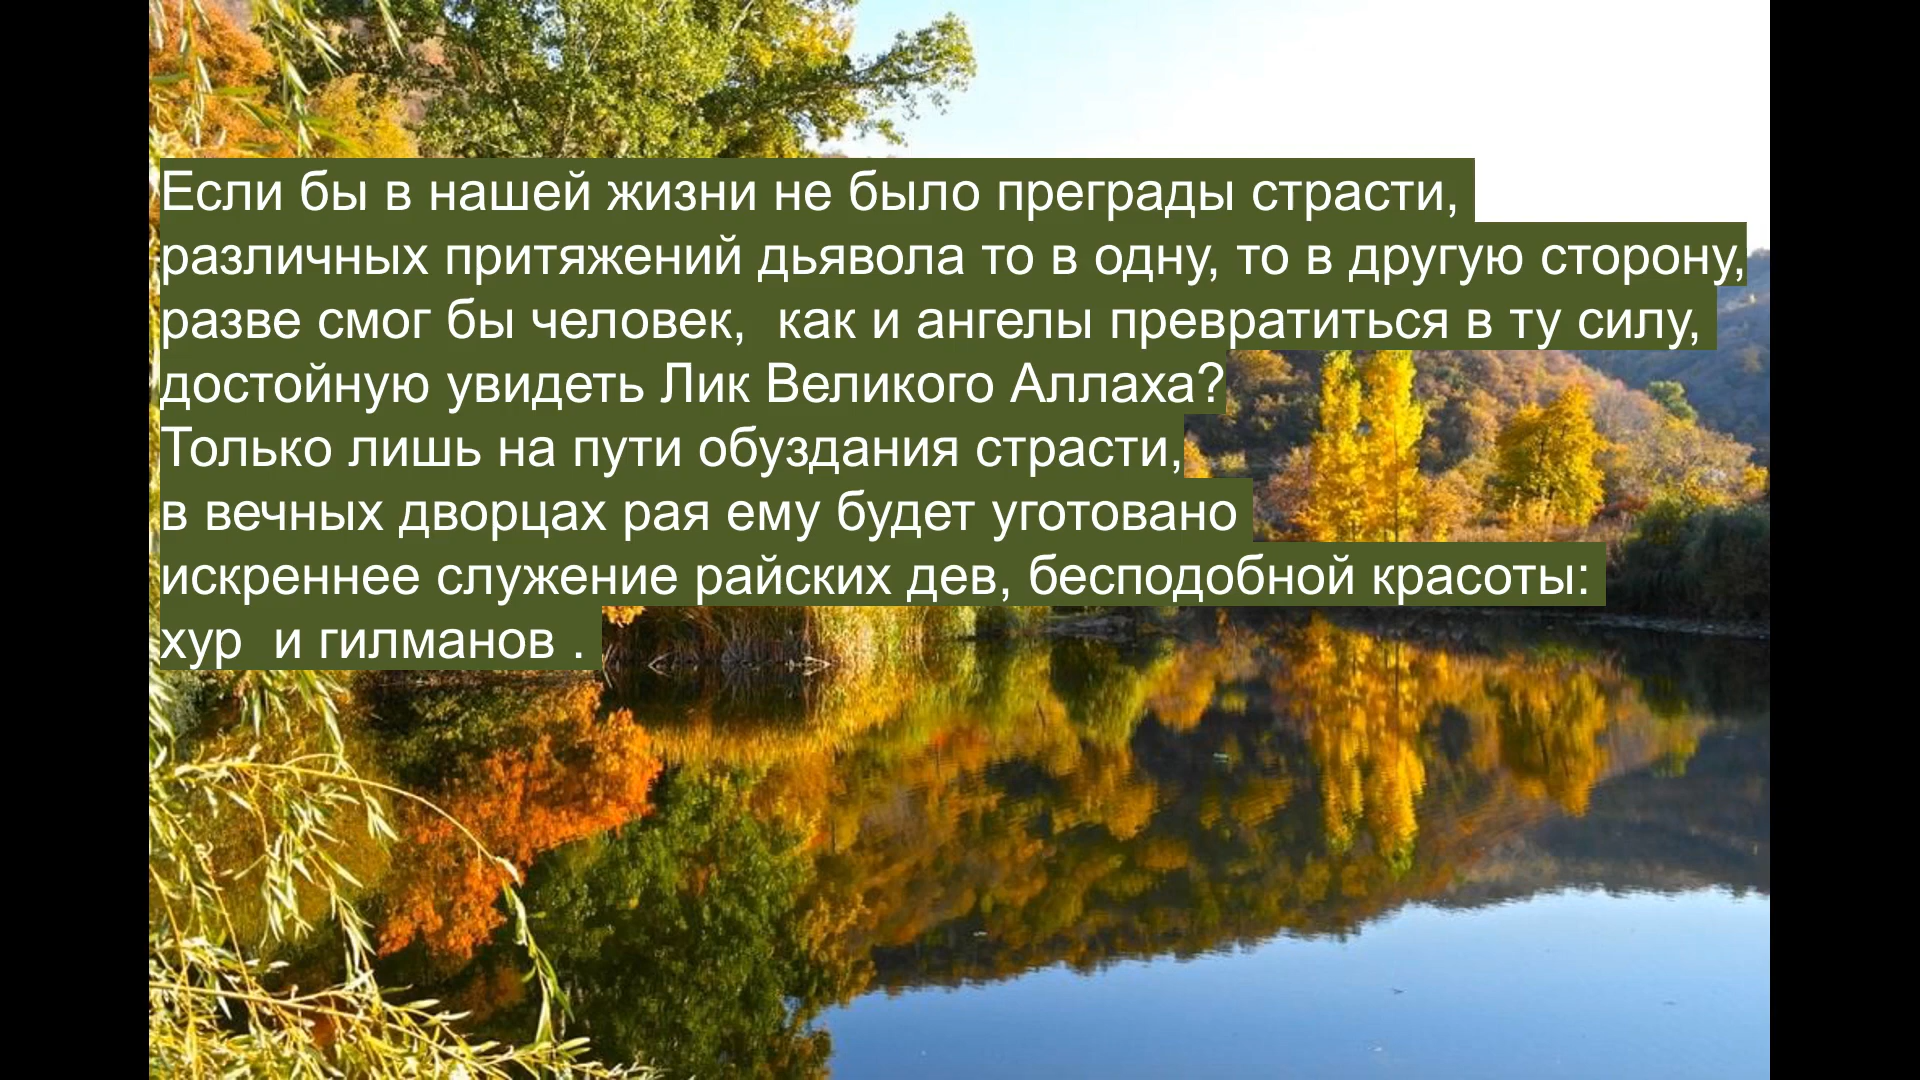 Если бы в нашей жизни не было преграды страсти,
различных притяжений дьявола то в одну, то в другую сторону,
разве смог бы человек,  как и ангелы превратиться в ту силу,
достойную увидеть Лик Великого Аллаха?
Только лишь на пути обуздания страсти,
в вечных дворцах рая ему будет уготовано
искреннее служение райских дев, бесподобной красоты:
хур  и гилманов .